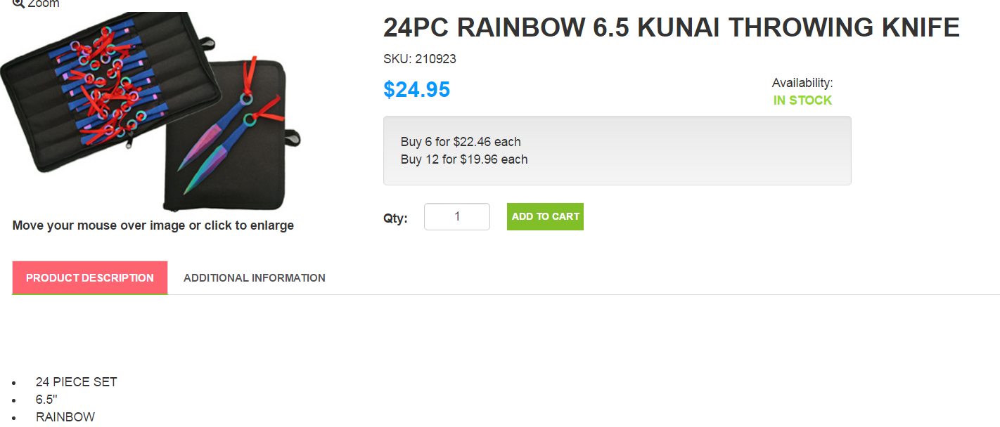 Zoom
24PC RAINBOW 6.5 KUNAI THROWING KNIFE
SKU: 210923
$24.95
Availability:
IN STOCK
Buy 6 for $22.46 each
Buy 12 for $19.96 each
Qty: 1 ADD TO CART
Move your mouse over image or click to enlarge
PRODUCT DESCRIPTION ADDITIONAL INFORMATION
• 24 PIECE SET
• 6.5"
• RAINBOW